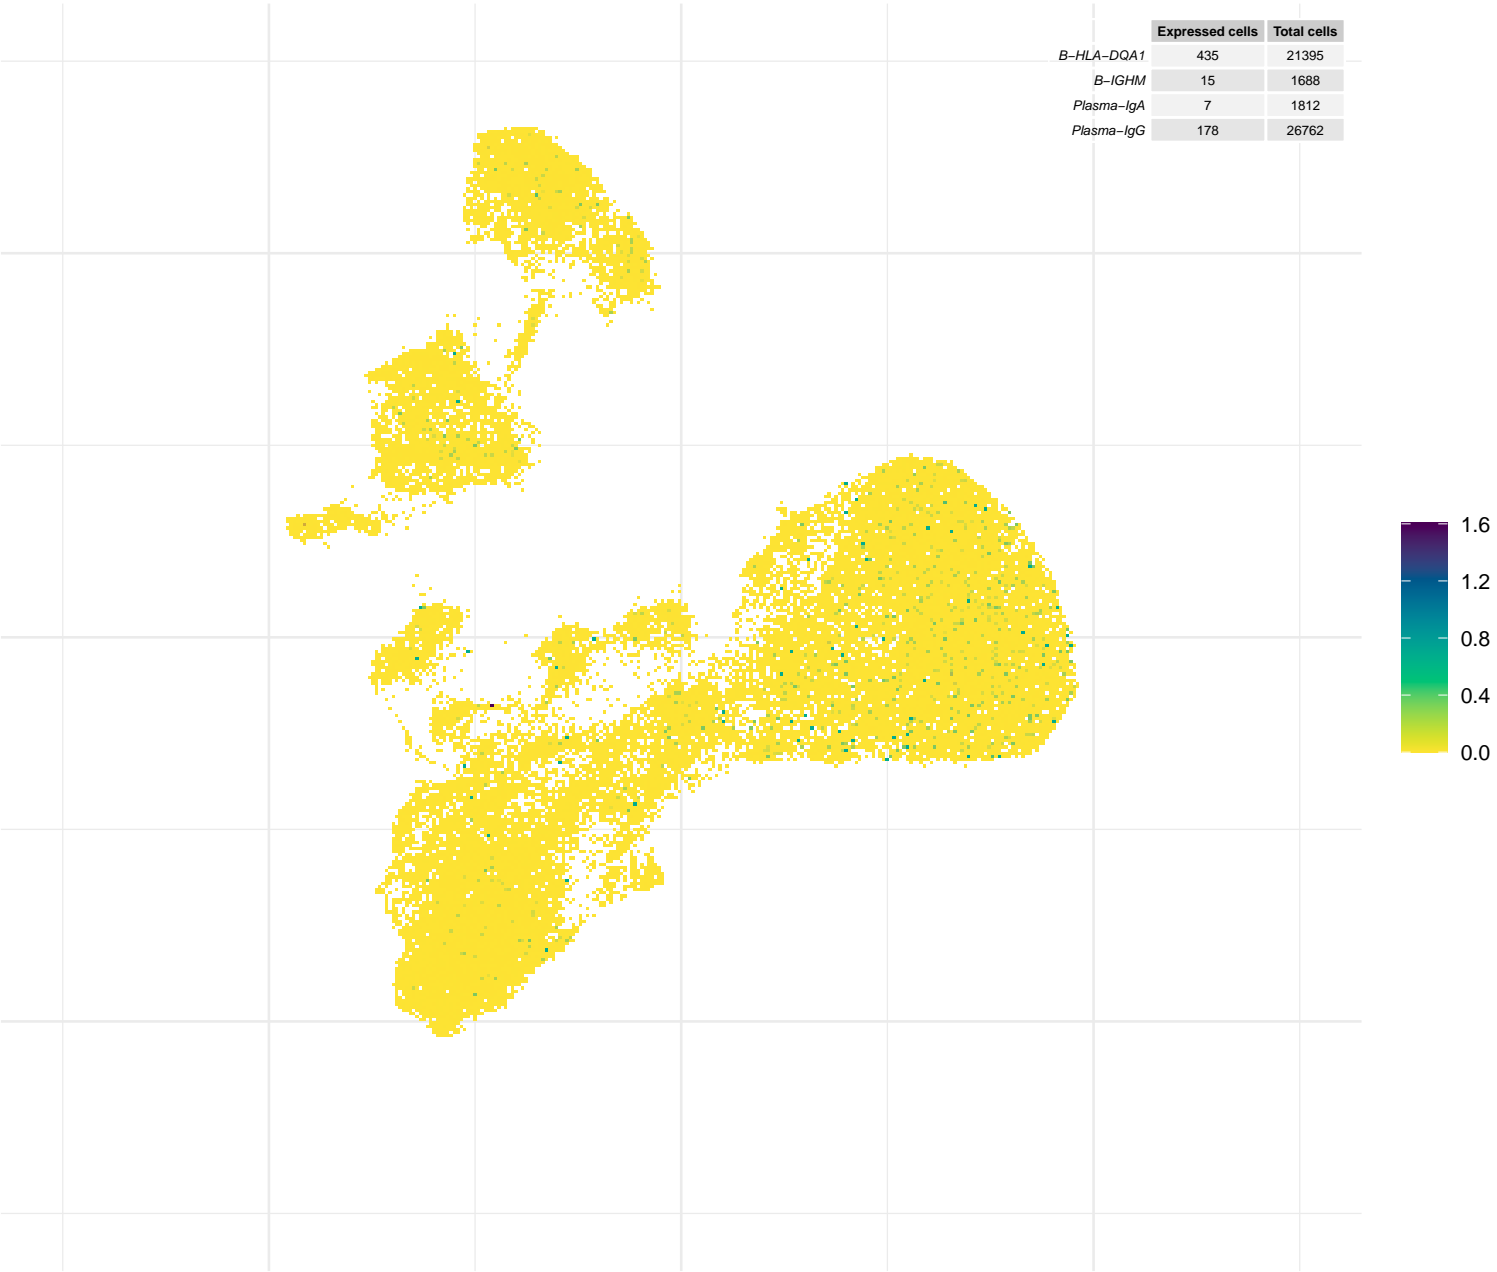 Expressed cells Total cells
B−HLA−DQA1 435 21395
B−IGHM 15 1688
Plasma−IgA 7 1812
Plasma−IgG 178 26762
1.6
1.2
0.8
0.4
0.0